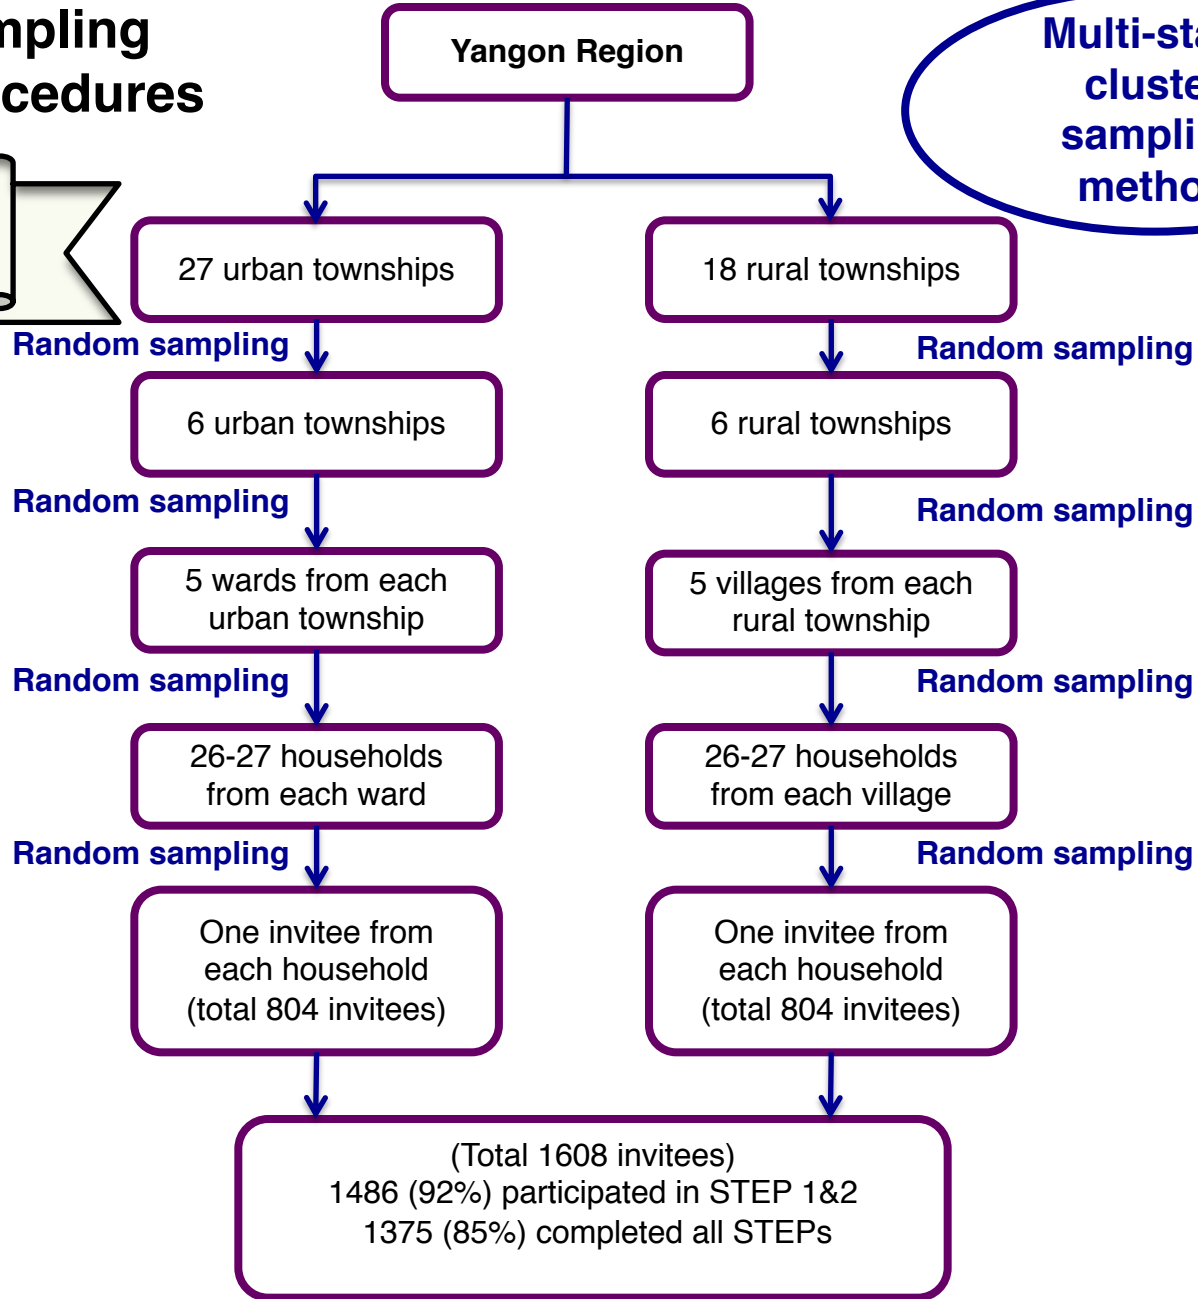 mpling
cedures
Yangon Region
Multi-sta
cluste
sampli
metho
27 urban townships
18 rural townships
Random sampling
Random sampling
6 urban townships
6 rural townships
Random sampling
Random sampling
5 wards from each
urban township
5 villages from each
rural township
Random sampling
Random sampling
26-27 households
from each ward
26-27 households
from each village
Random sampling
Random sampling
One invitee from
each household
(total 804 invitees)
One invitee from
each household
(total 804 invitees)
(Total 1608 invitees)
1486 (92%) participated in STEP 1&2
1375 (85%) completed all STEPs